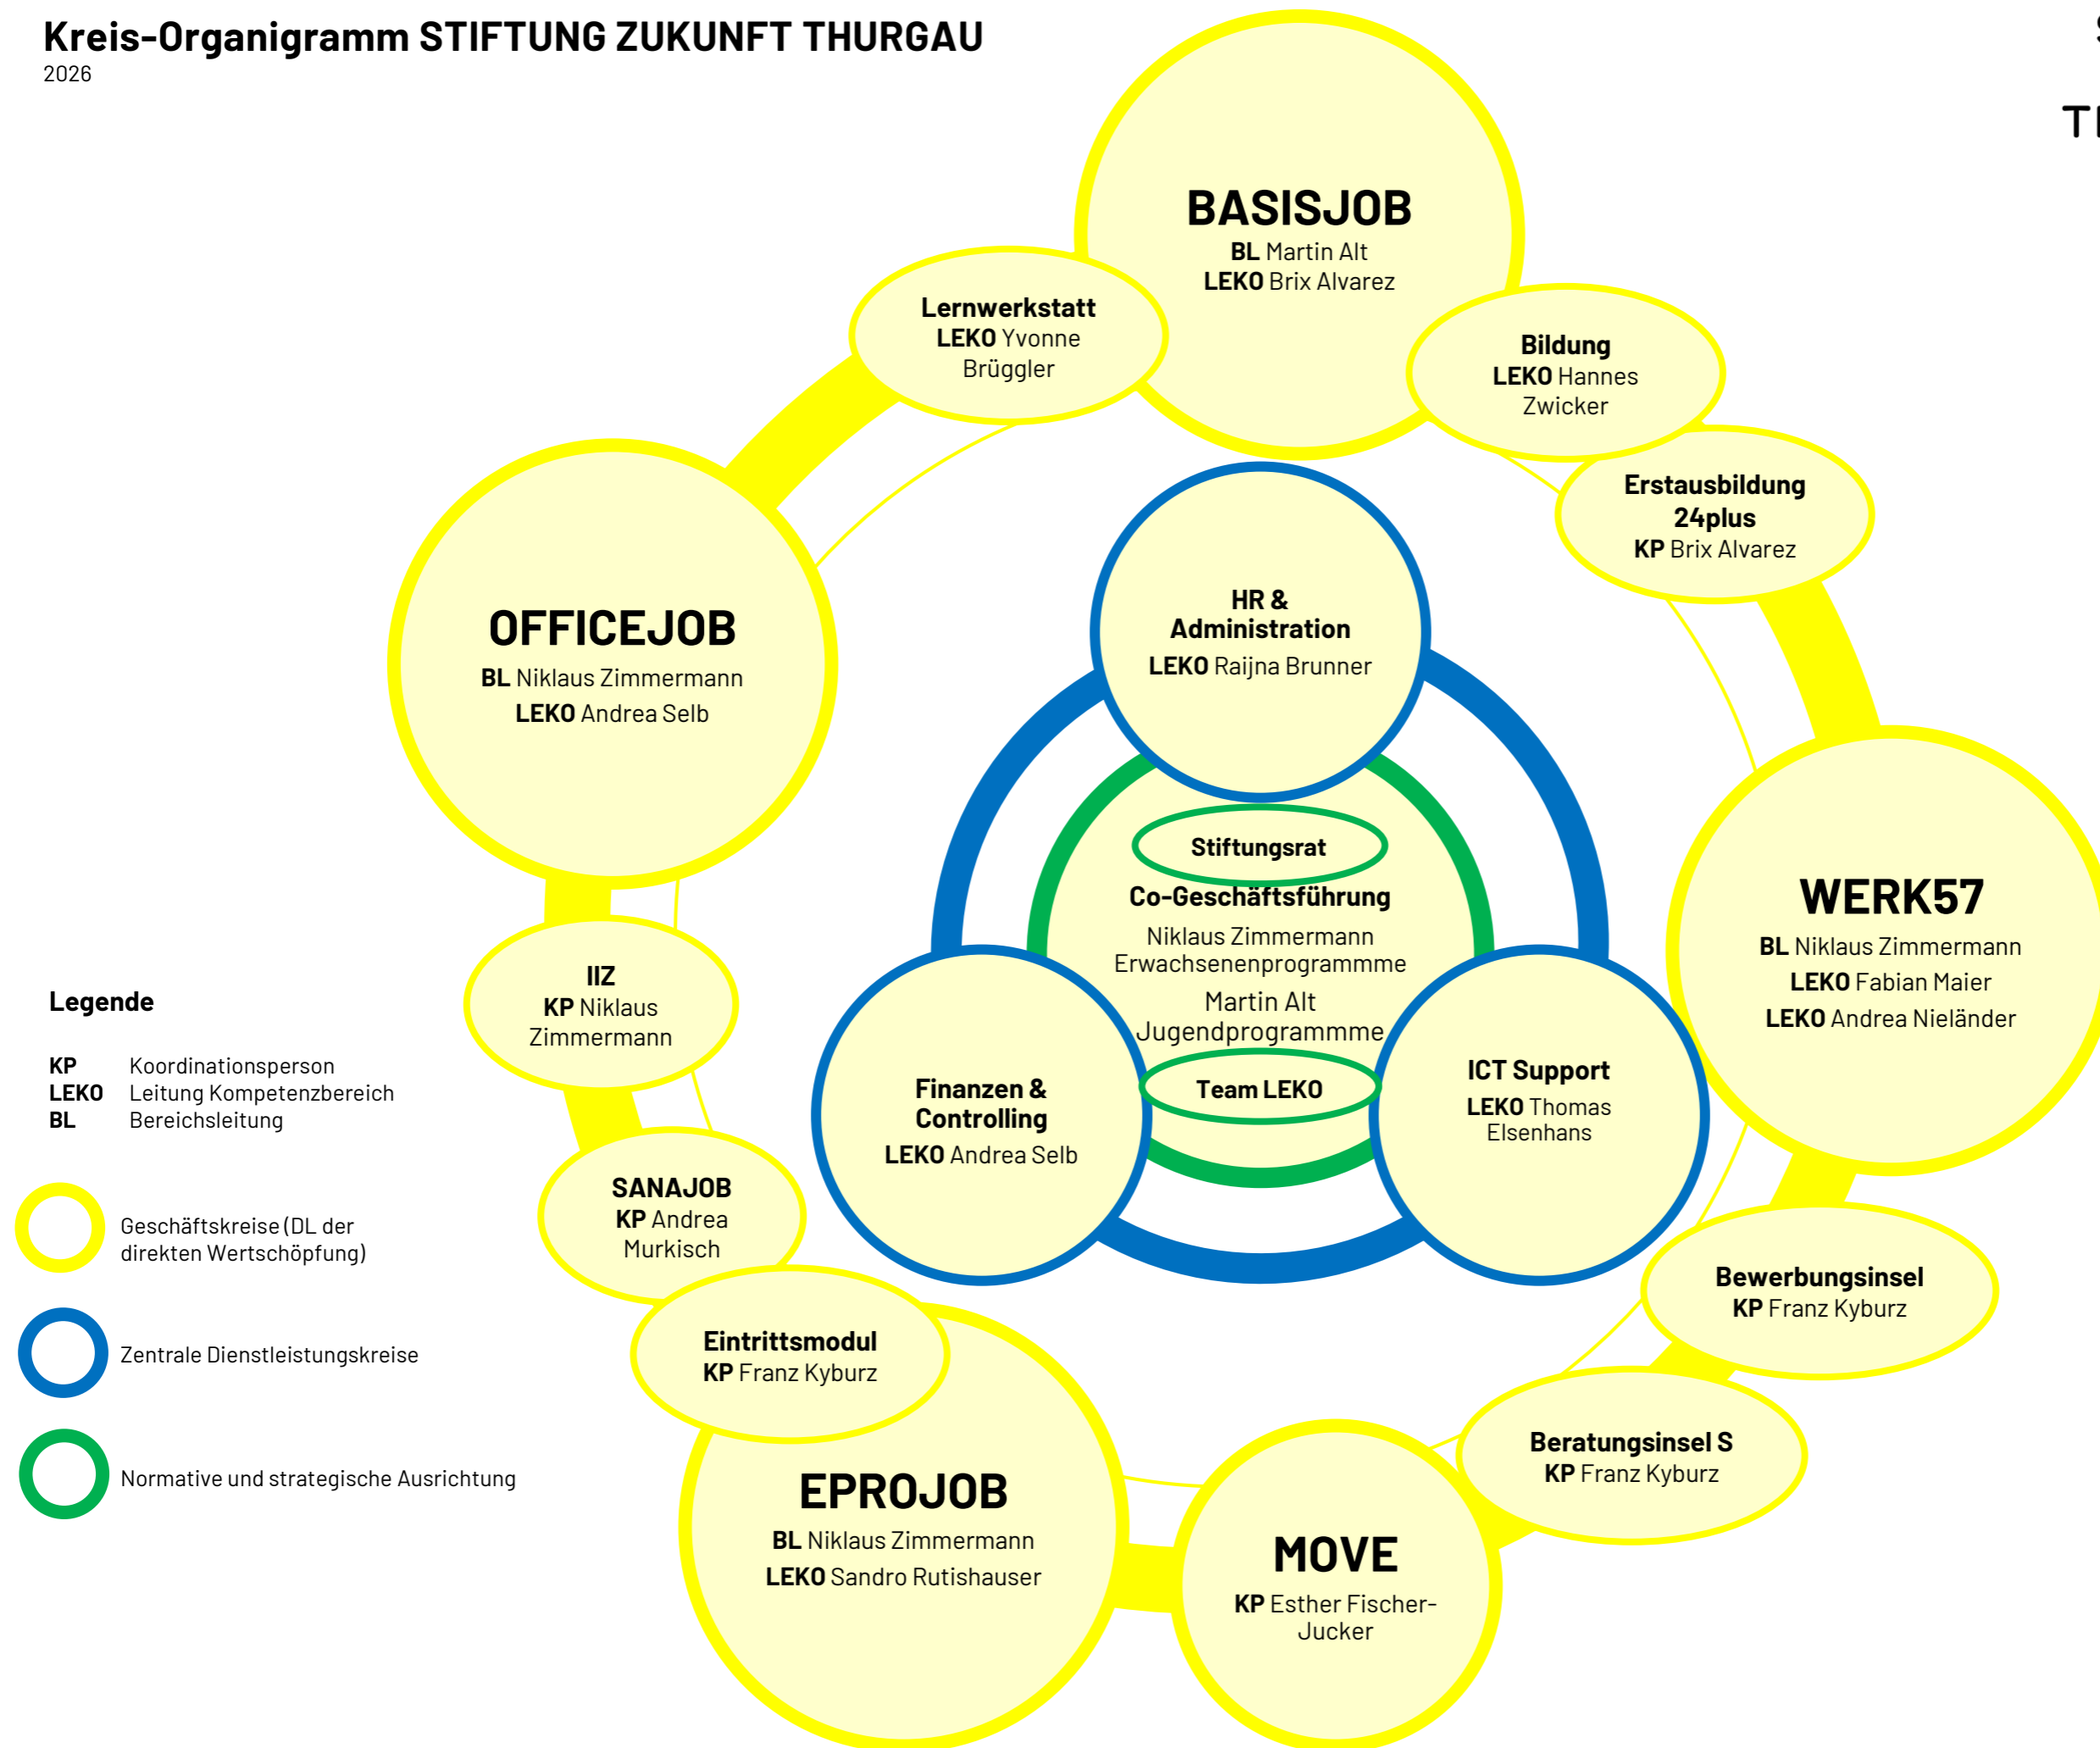 Kreis-Organigramm STIFTUNG ZUKUNFT THURGAU
2026
BASISJOB
BL Martin Alt
LEKO Brix Alvarez
Lernwerkstatt
LEKO Yvonne
Brüggler
Bildung
LEKO Hannes
Zwicker
Erstausbildung
24plus
KP Brix Alvarez
OFFICEJOB
BL Niklaus Zimmermann
LEKO Andrea Selb
HR &
Administration
LEKO Raijna Brunner
Stiftungsrat
Co-Geschäftsführung
Niklaus Zimmermann
Erwachsenenprogrammme
Martin Alt
Jugendprogrammme
Team LEKO
WERK57
BL Niklaus Zimmermann
LEKO Fabian Maier
LEKO Andrea Nieländer
IIZ
KP Niklaus
Zimmermann
Finanzen &
Controlling
LEKO Andrea Selb
ICT Support
LEKO Thomas
Elsenhans
SANAJOB
KP Andrea
Murkisch
Eintrittsmodul
KP Franz Kyburz
Bewerbungsinsel
KP Franz Kyburz
Beratungsinsel S
KP Franz Kyburz
EPROJOB
BL Niklaus Zimmermann
LEKO Sandro Rutishauser
MOVE
KP Esther Fischer-
Jucker
Legende
KP Koordinationsperson
LEKO Leitung Kompetenzbereich
BL Bereichsleitung
Geschäftskreise (DL der
direkten Wertschöpfung)
Zentrale Dienstleistungskreise
Normative und strategische Ausrichtung